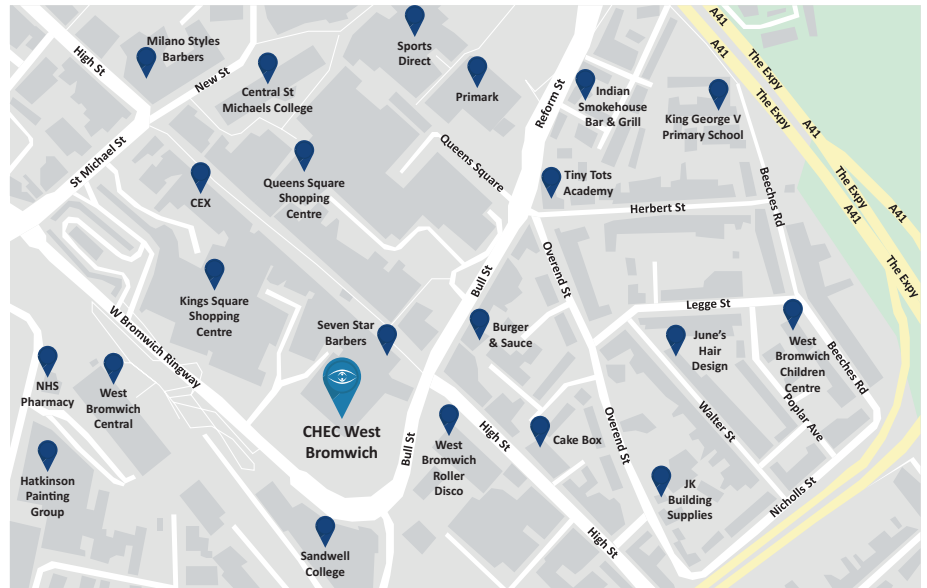 A41
A41
The Expy
The Expy
A41
The Expy
A41
A41
The Expy
High St
Milano Styles
Barbers
New St
Central St
Michaels College
Sports
Direct
Primark
Reform St
Indian
Smokehouse
Bar & Grill
King George V
Primary School
St Michael St
CEX
Queens Square
Shopping
Centre
Queens Square
Tiny Tots
Academy
Herbert St
Beeches Rd
Kings Square
Shopping
Centre
Bull St
Overend St
Legge St
W Bromwich Ringway
Seven Star
Barbers
Burger
& Sauce
June's
Hair
Design
West
Bromwich
Children
Centre
Beeches Rd
NHS
Pharmacy
West
Bromwich
Central
CHEC West
Bromwich
Bull St
West
Bromwich
Roller
Disco
High St
Cake Box
Overend St
Walter St
Poplar Ave
Hatkinson
Painting
Group
JK
Building
Supplies
Nicholls St
Sandwell
College
High St